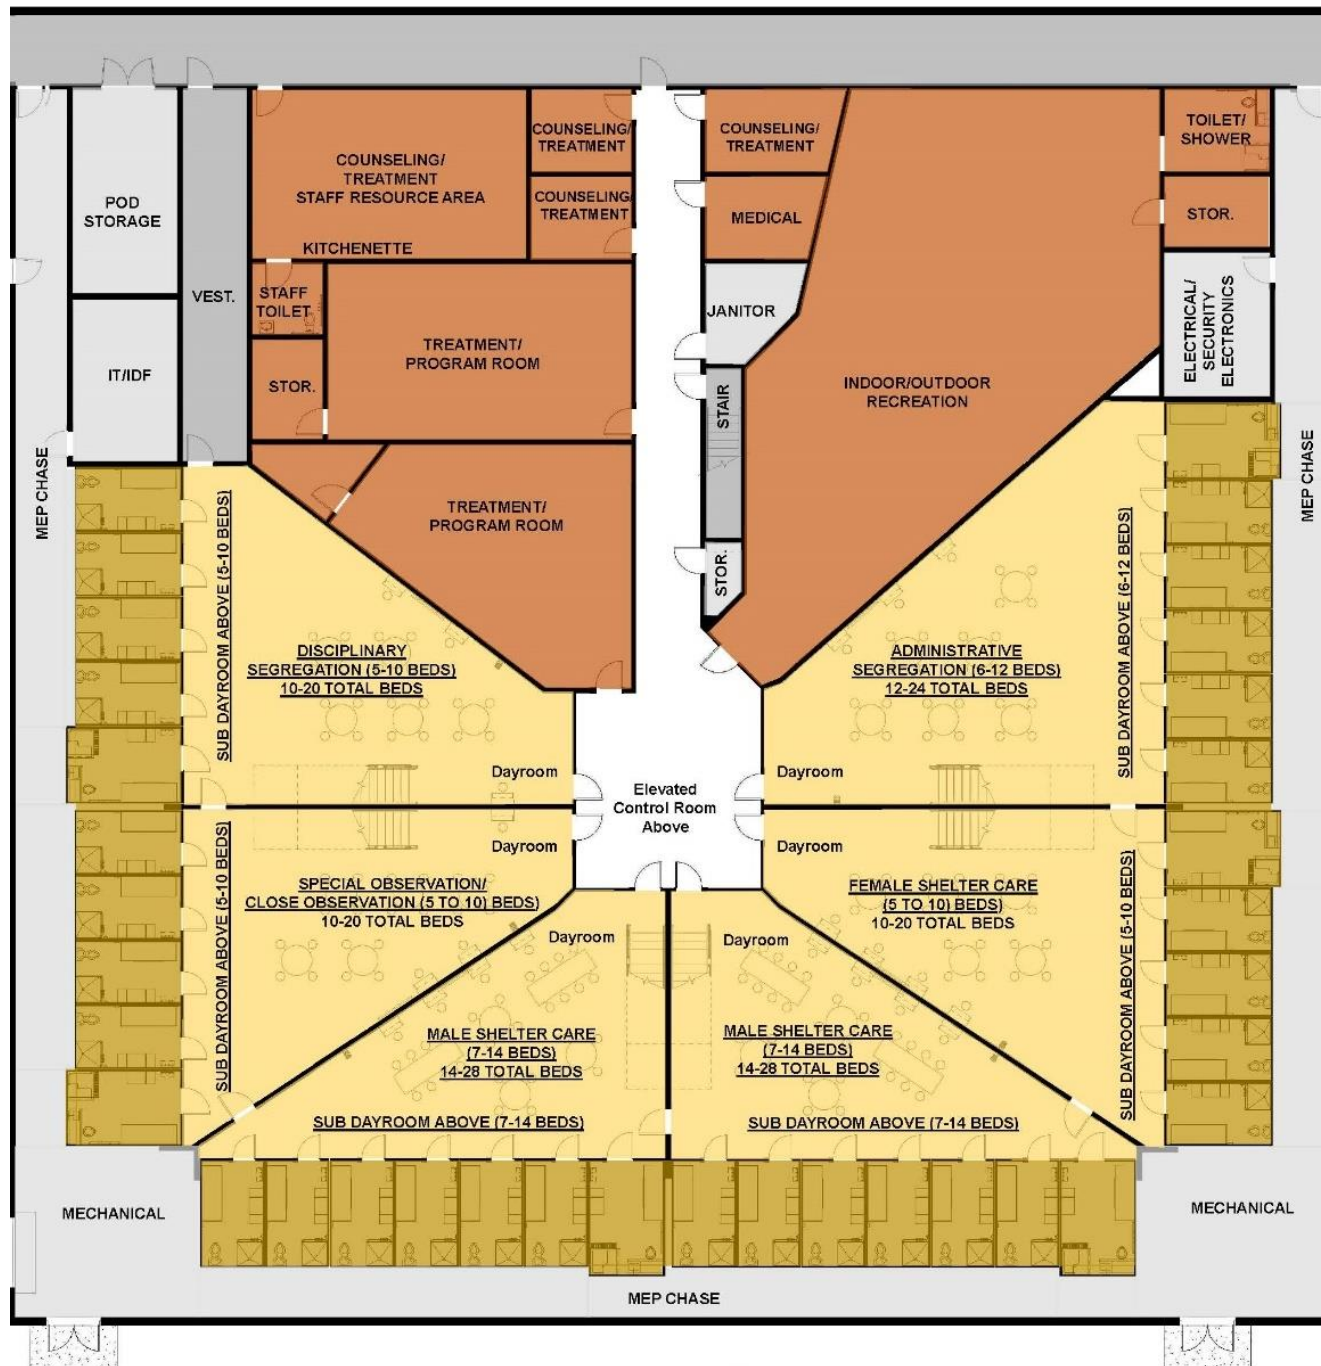 COUNSELING/
TREATMENT
STAFF RESOURCE AREA
KITCHENETTE
COUNSELING/
TREATMENT
COUNSELING/
TREATMENT
COUNSELING/
TREATMENT
MEDICAL
JANITOR
TOILET/
SHOWER
STOR.
POD
STORAGE
VEST.
IT/IDF
STAFF
TOILET
STOR.
TREATMENT/
PROGRAM ROOM
TREATMENT/
PROGRAM ROOM
STAIR
STOR.
INDOOR/OUTDOOR
RECREATION
ELECTRICAL/
SECURITY
ELECTRONICS
MEP CHASE
MEP CHASE
SUB DAYROOM ABOVE (5-10 BEDS)
DISCIPLINARY
SEGREGATION (5-10 BEDS)
10-20 TOTAL BEDS
Dayroom
ADMINISTRATIVE
SEGREGATION (6-12 BEDS)
12-24 TOTAL BEDS
Dayroom
SUB DAYROOM ABOVE (6-12 BEDS)
Elevated
Control Room
Above
SUB DAYROOM ABOVE (5-10 BEDS)
Dayroom
SPECIAL OBSERVATION/
CLOSE OBSERVATION (5 TO 10) BEDS)
10-20 TOTAL BEDS
Dayroom
FEMALE SHELTER CARE
(5 TO 10) BEDS)
10-20 TOTAL BEDS
SUB DAYROOM ABOVE (5-10 BEDS)
Dayroom
MALE SHELTER CARE
(7-14 BEDS)
14-28 TOTAL BEDS
SUB DAYROOM ABOVE (7-14 BEDS)
Dayroom
MALE SHELTER CARE
(7-14 BEDS)
14-28 TOTAL BEDS
SUB DAYROOM ABOVE (7-14 BEDS)
MECHANICAL
MECHANICAL
MEP CHASE